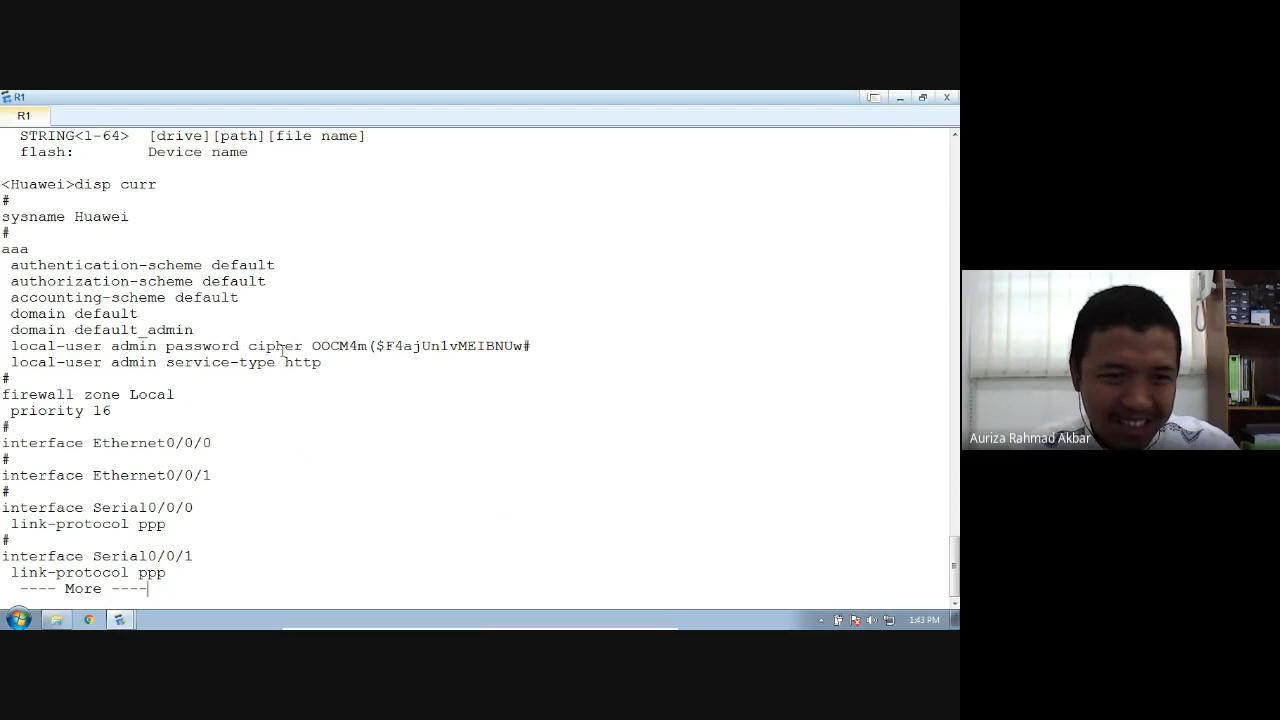 R1
R1
STRING<1-64> [drive][path][file name]
flash: Device name
<Huawei>disp curr
#
sysname Huawei
#
aaa
authentication-scheme default
authorization-scheme default
accounting-scheme default
domain default
domain default_admin
local-user admin password cipher OOCM4m($F4ajUn1vMEIBNUw#
local-user admin service-type http
#
firewall zone Local
priority 16
#
interface Ethernet0/0/0
#
interface Ethernet0/0/1
#
interface Serial0/0/0
link-protocol ppp
#
interface Serial0/0/1
link-protocol ppp
---- More ----
1:43 PM
Auriza Rahmad Akbar